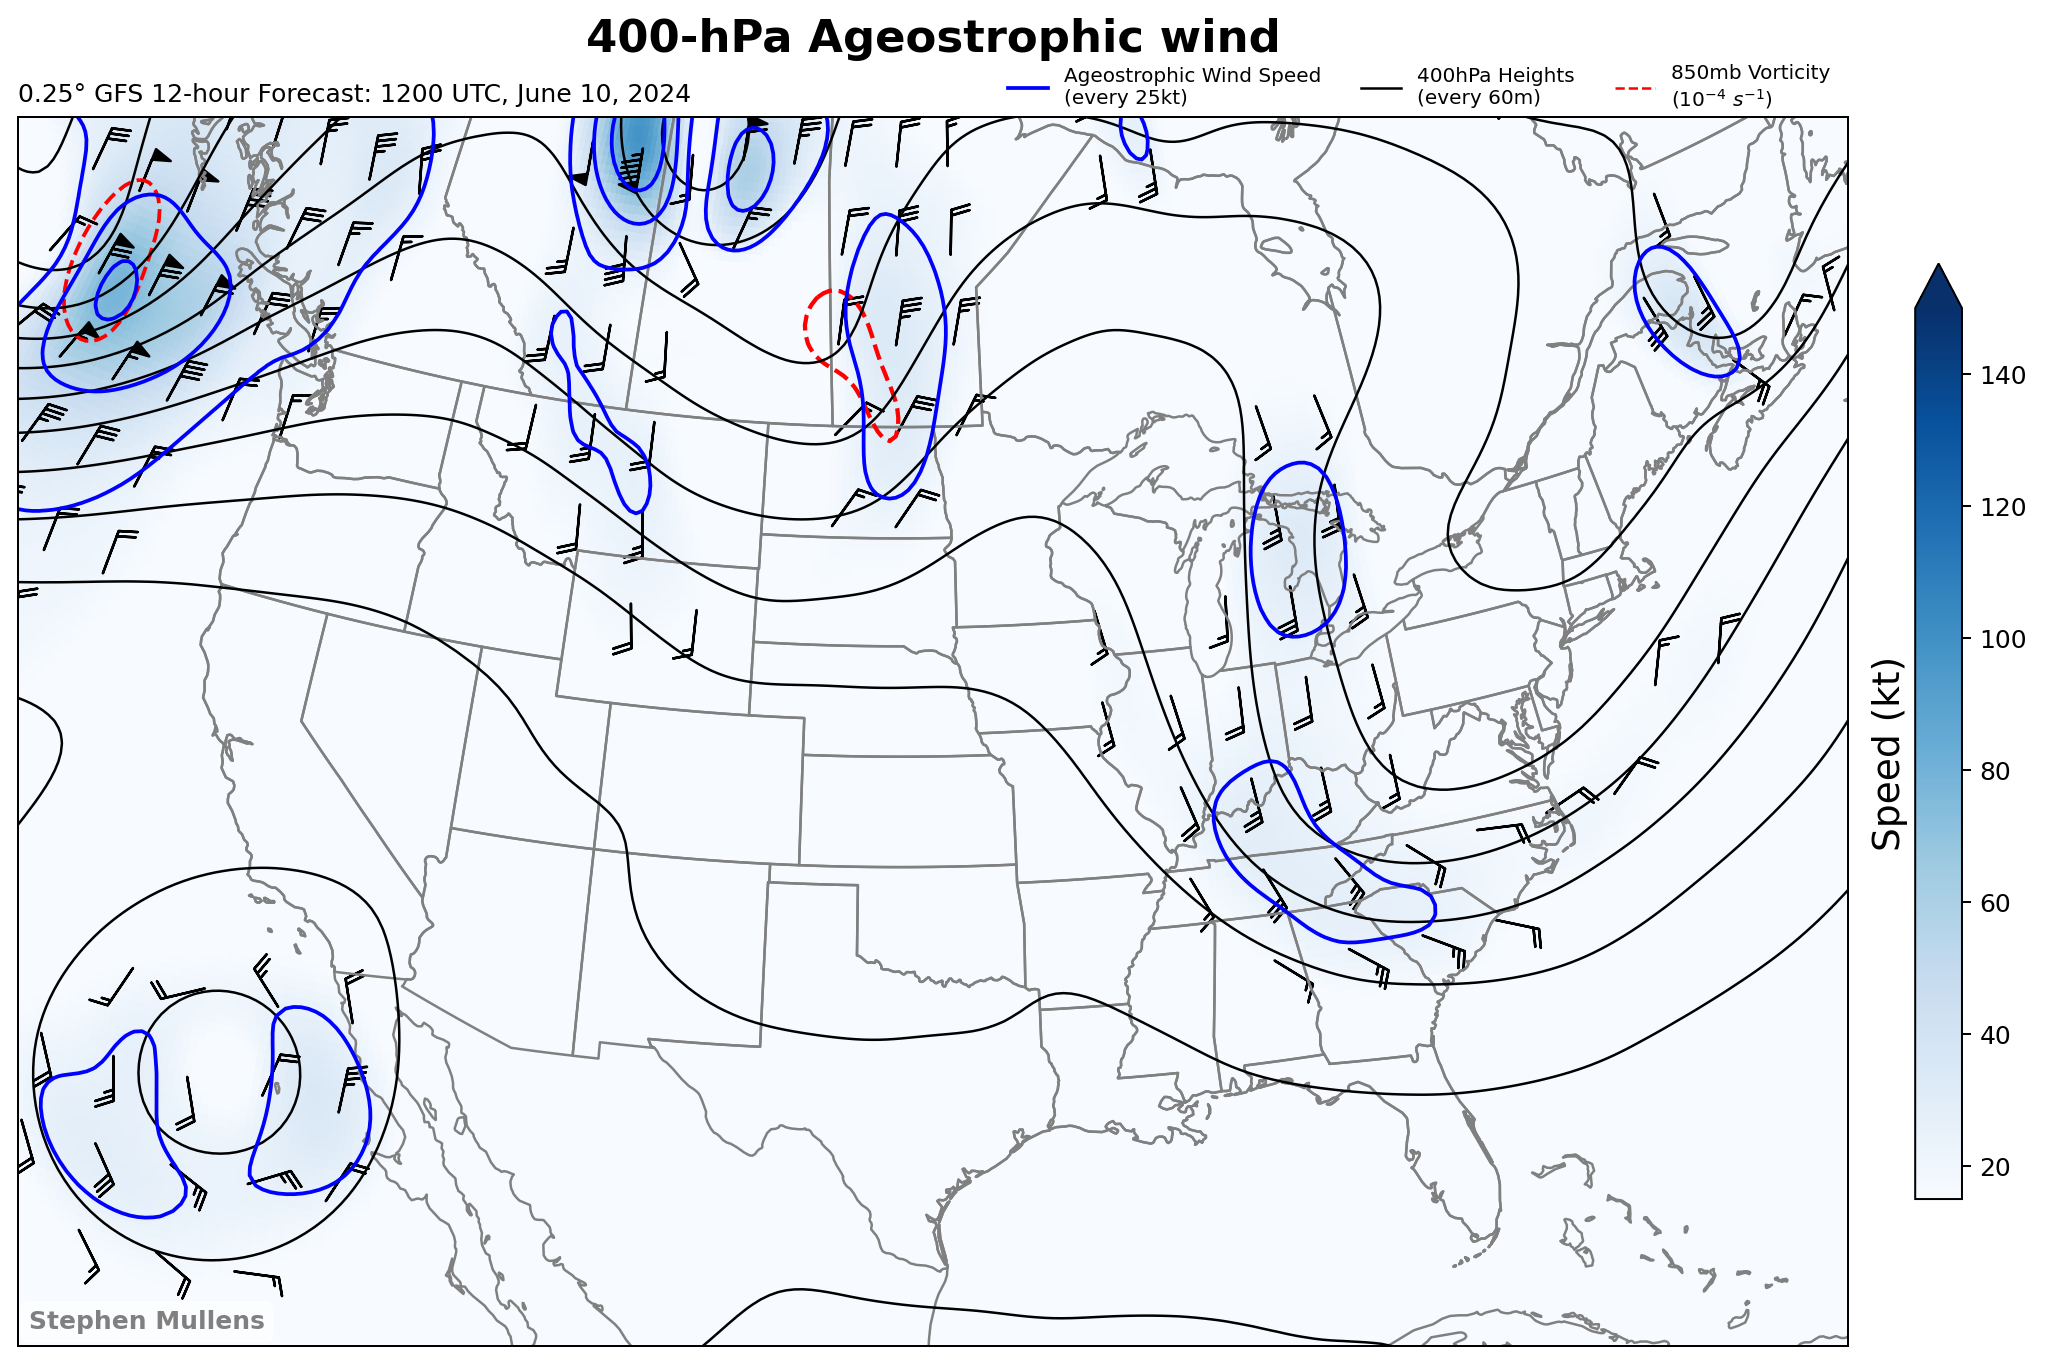 400-hPa Ageostrophic wind
0.25° GFS 12-hour Forecast: 1200 UTC, June 10, 2024
Ageostrophic Wind Speed
(every 25kt)
400hPa Heights
(every 60m)
850mb Vorticity
(10⁻⁴ s⁻¹)
140
120
100
80
60
40
20
Speed (kt)
Stephen Mullens